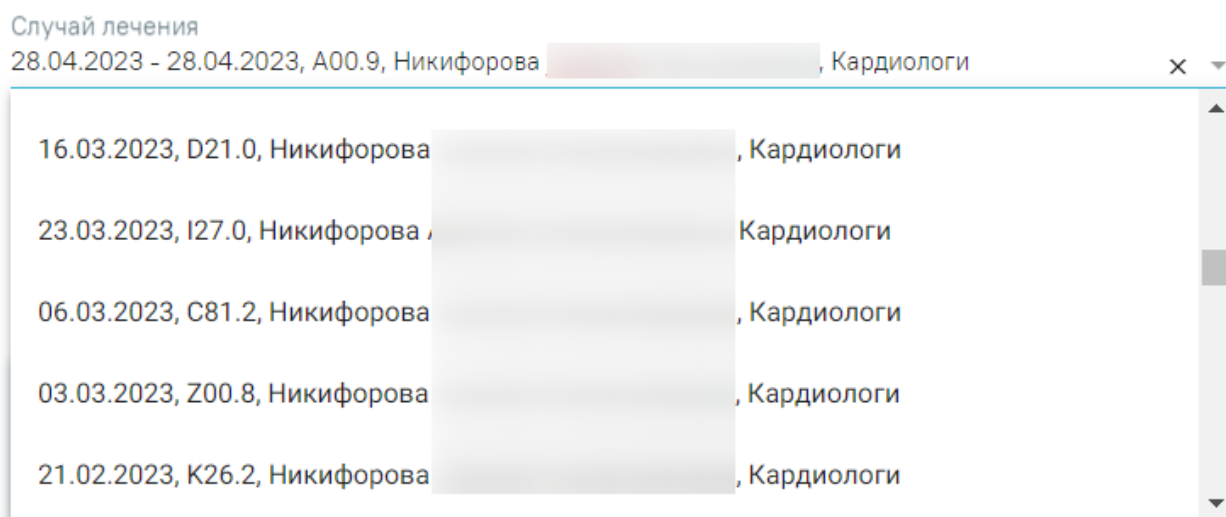 Случай лечения
28.04.2023 - 28.04.2023, A00.9, Никифорова , Кардиологи
16.03.2023, D21.0, Никифорова , Кардиологи
23.03.2023, I27.0, Никифорова Кардиологи
06.03.2023, C81.2, Никифорова , Кардиологи
03.03.2023, Z00.8, Никифорова , Кардиологи
21.02.2023, K26.2, Никифорова , Кардиологи